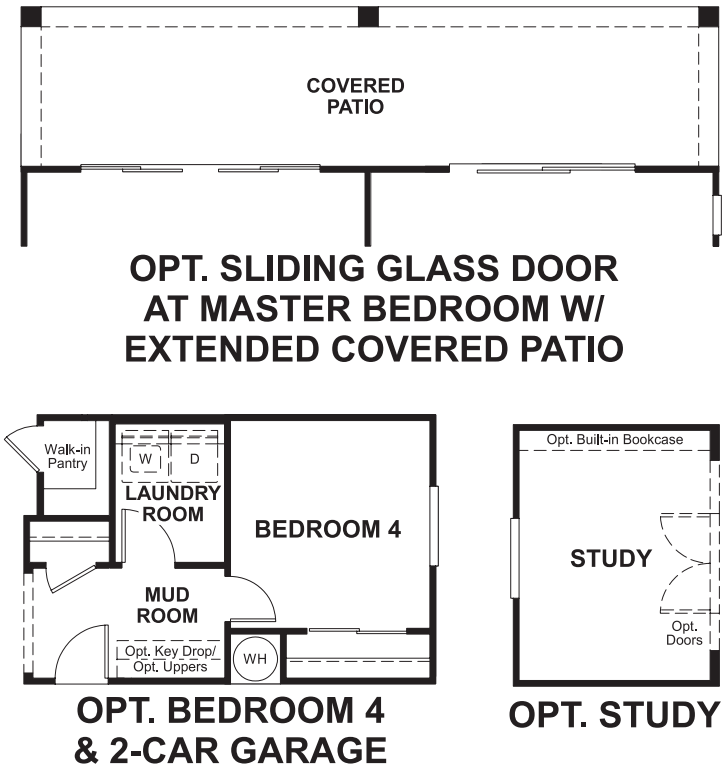 COVERED
PATIO
OPT. SLIDING GLASS DOOR
AT MASTER BEDROOM W/
EXTENDED COVERED PATIO
Walk-in
Pantry
W
D
LAUNDRY
ROOM
BEDROOM 4
MUD
ROOM
Opt. Key Drop/
Opt. Uppers
WH
OPT. BEDROOM 4
& 2-CAR GARAGE
Opt. Built-in Bookcase
STUDY
Opt.
Doors
OPT. STUDY